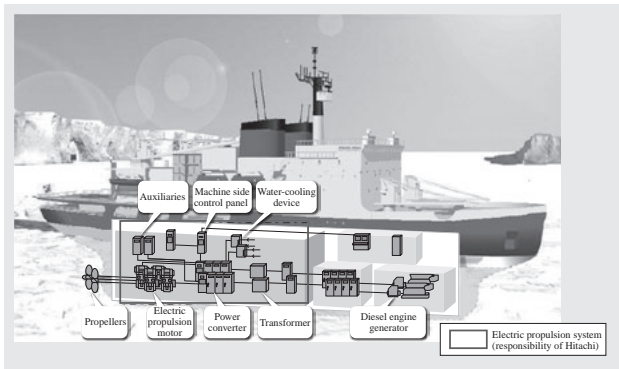 Auxiliaries
Machine side
control panel
Water-cooling
device
Propellers
Electric
propulsion
motor
Power
converter
Transformer
Diesel engine
generator
Electric propulsion system
(responsibility of Hitachi)